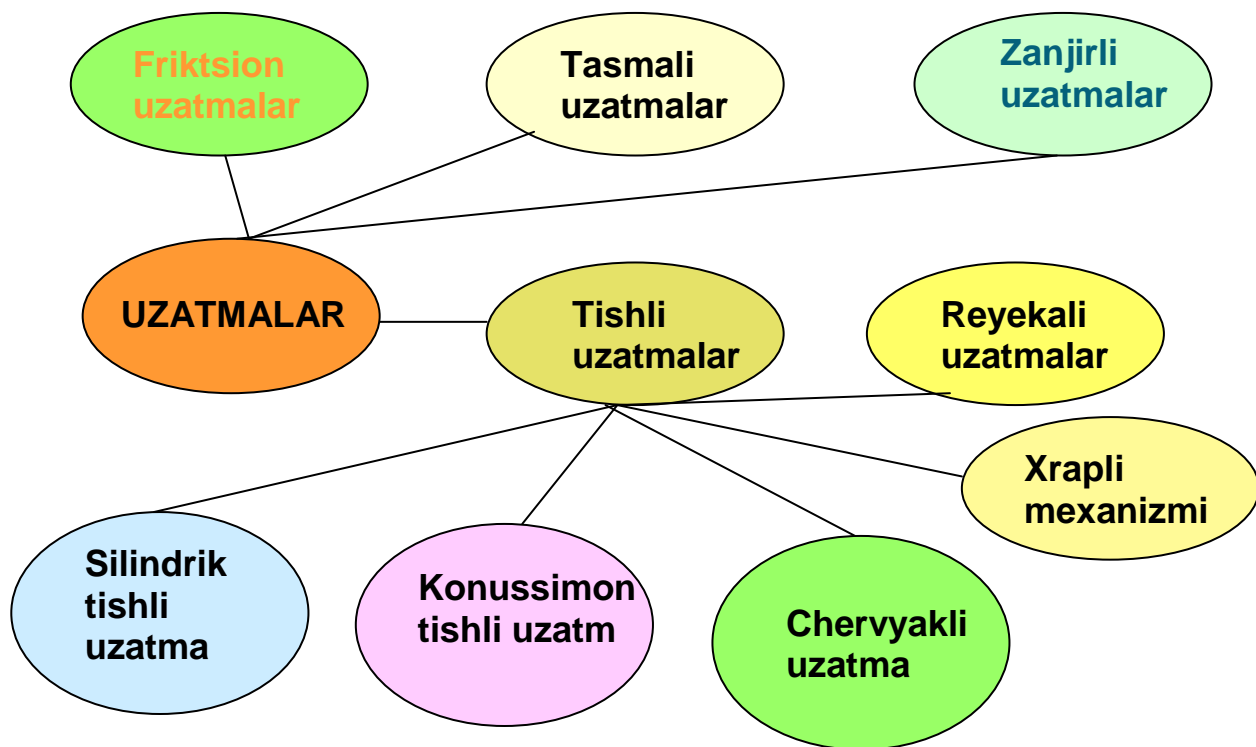 Friktsion
uzatmalar
Tasmali
uzatmalar
Zanjirli
uzatmalar
UZATMALAR
Tishli
uzatmalar
Reyekali
uzatmalar
Xrapli
mexanizmi
Silindrik
tishli
uzatma
Konussimon
tishli uzatm
Chervyakli
uzatma